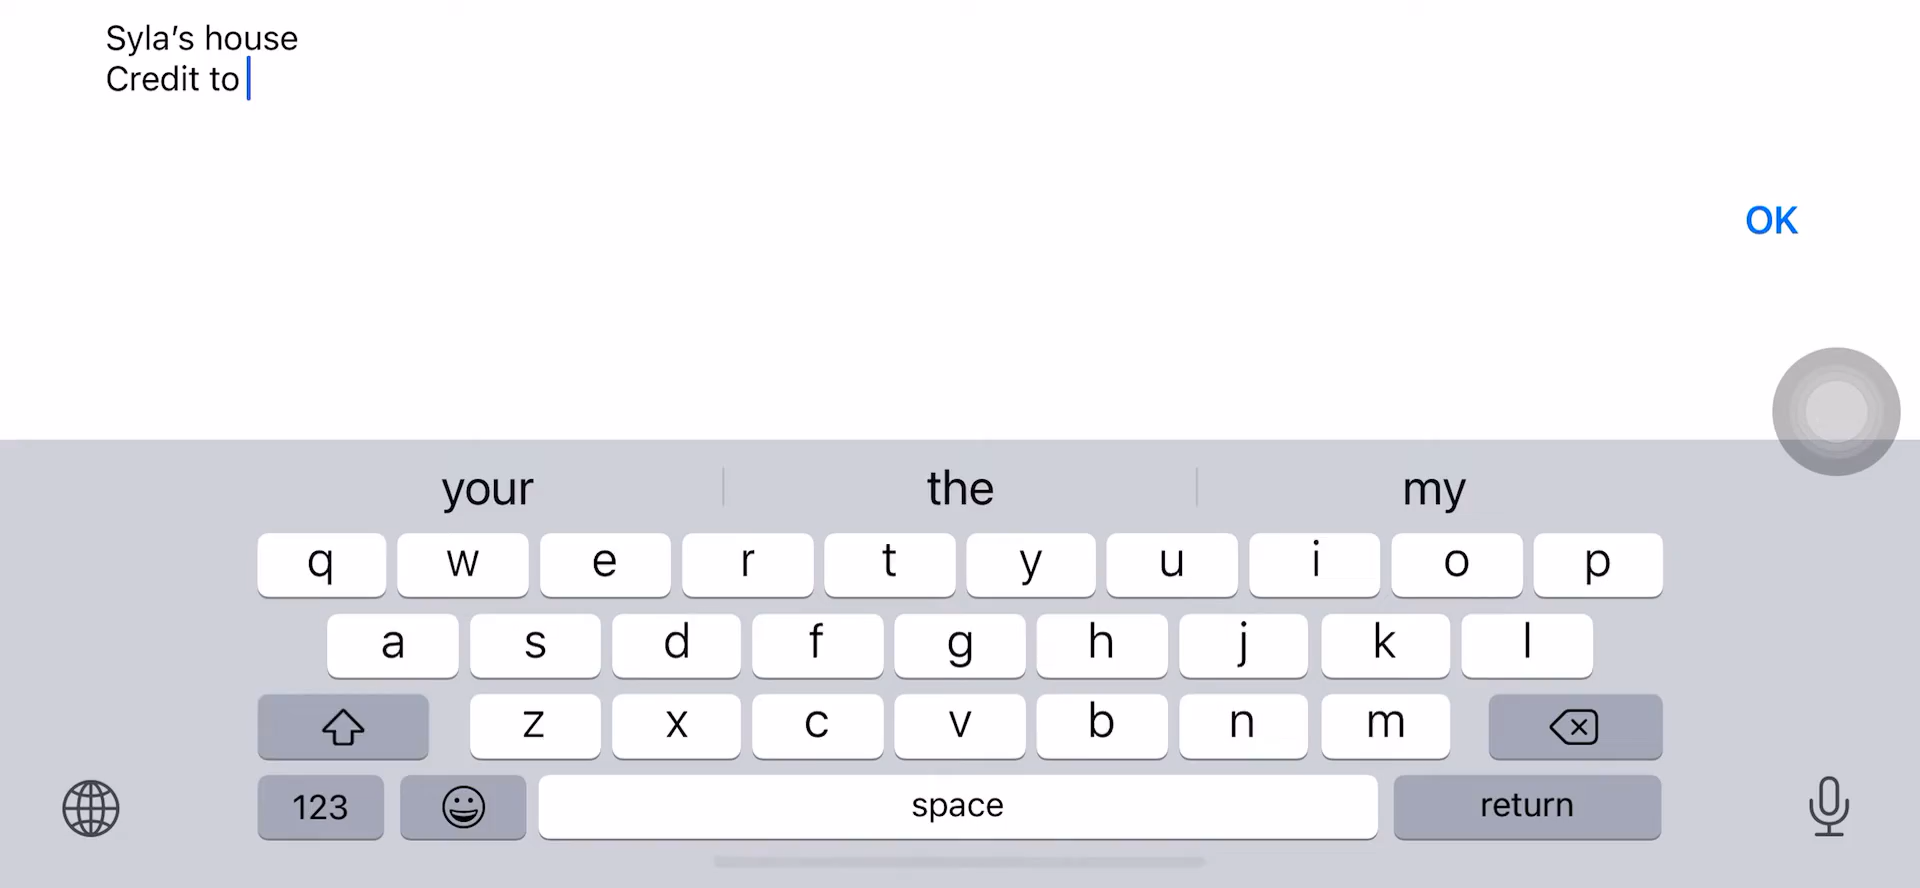 Syla’s house
Credit to
OK
your the my
q w e r t y u i o p
a s d f g h j k l
z x c v b n m
123 space return